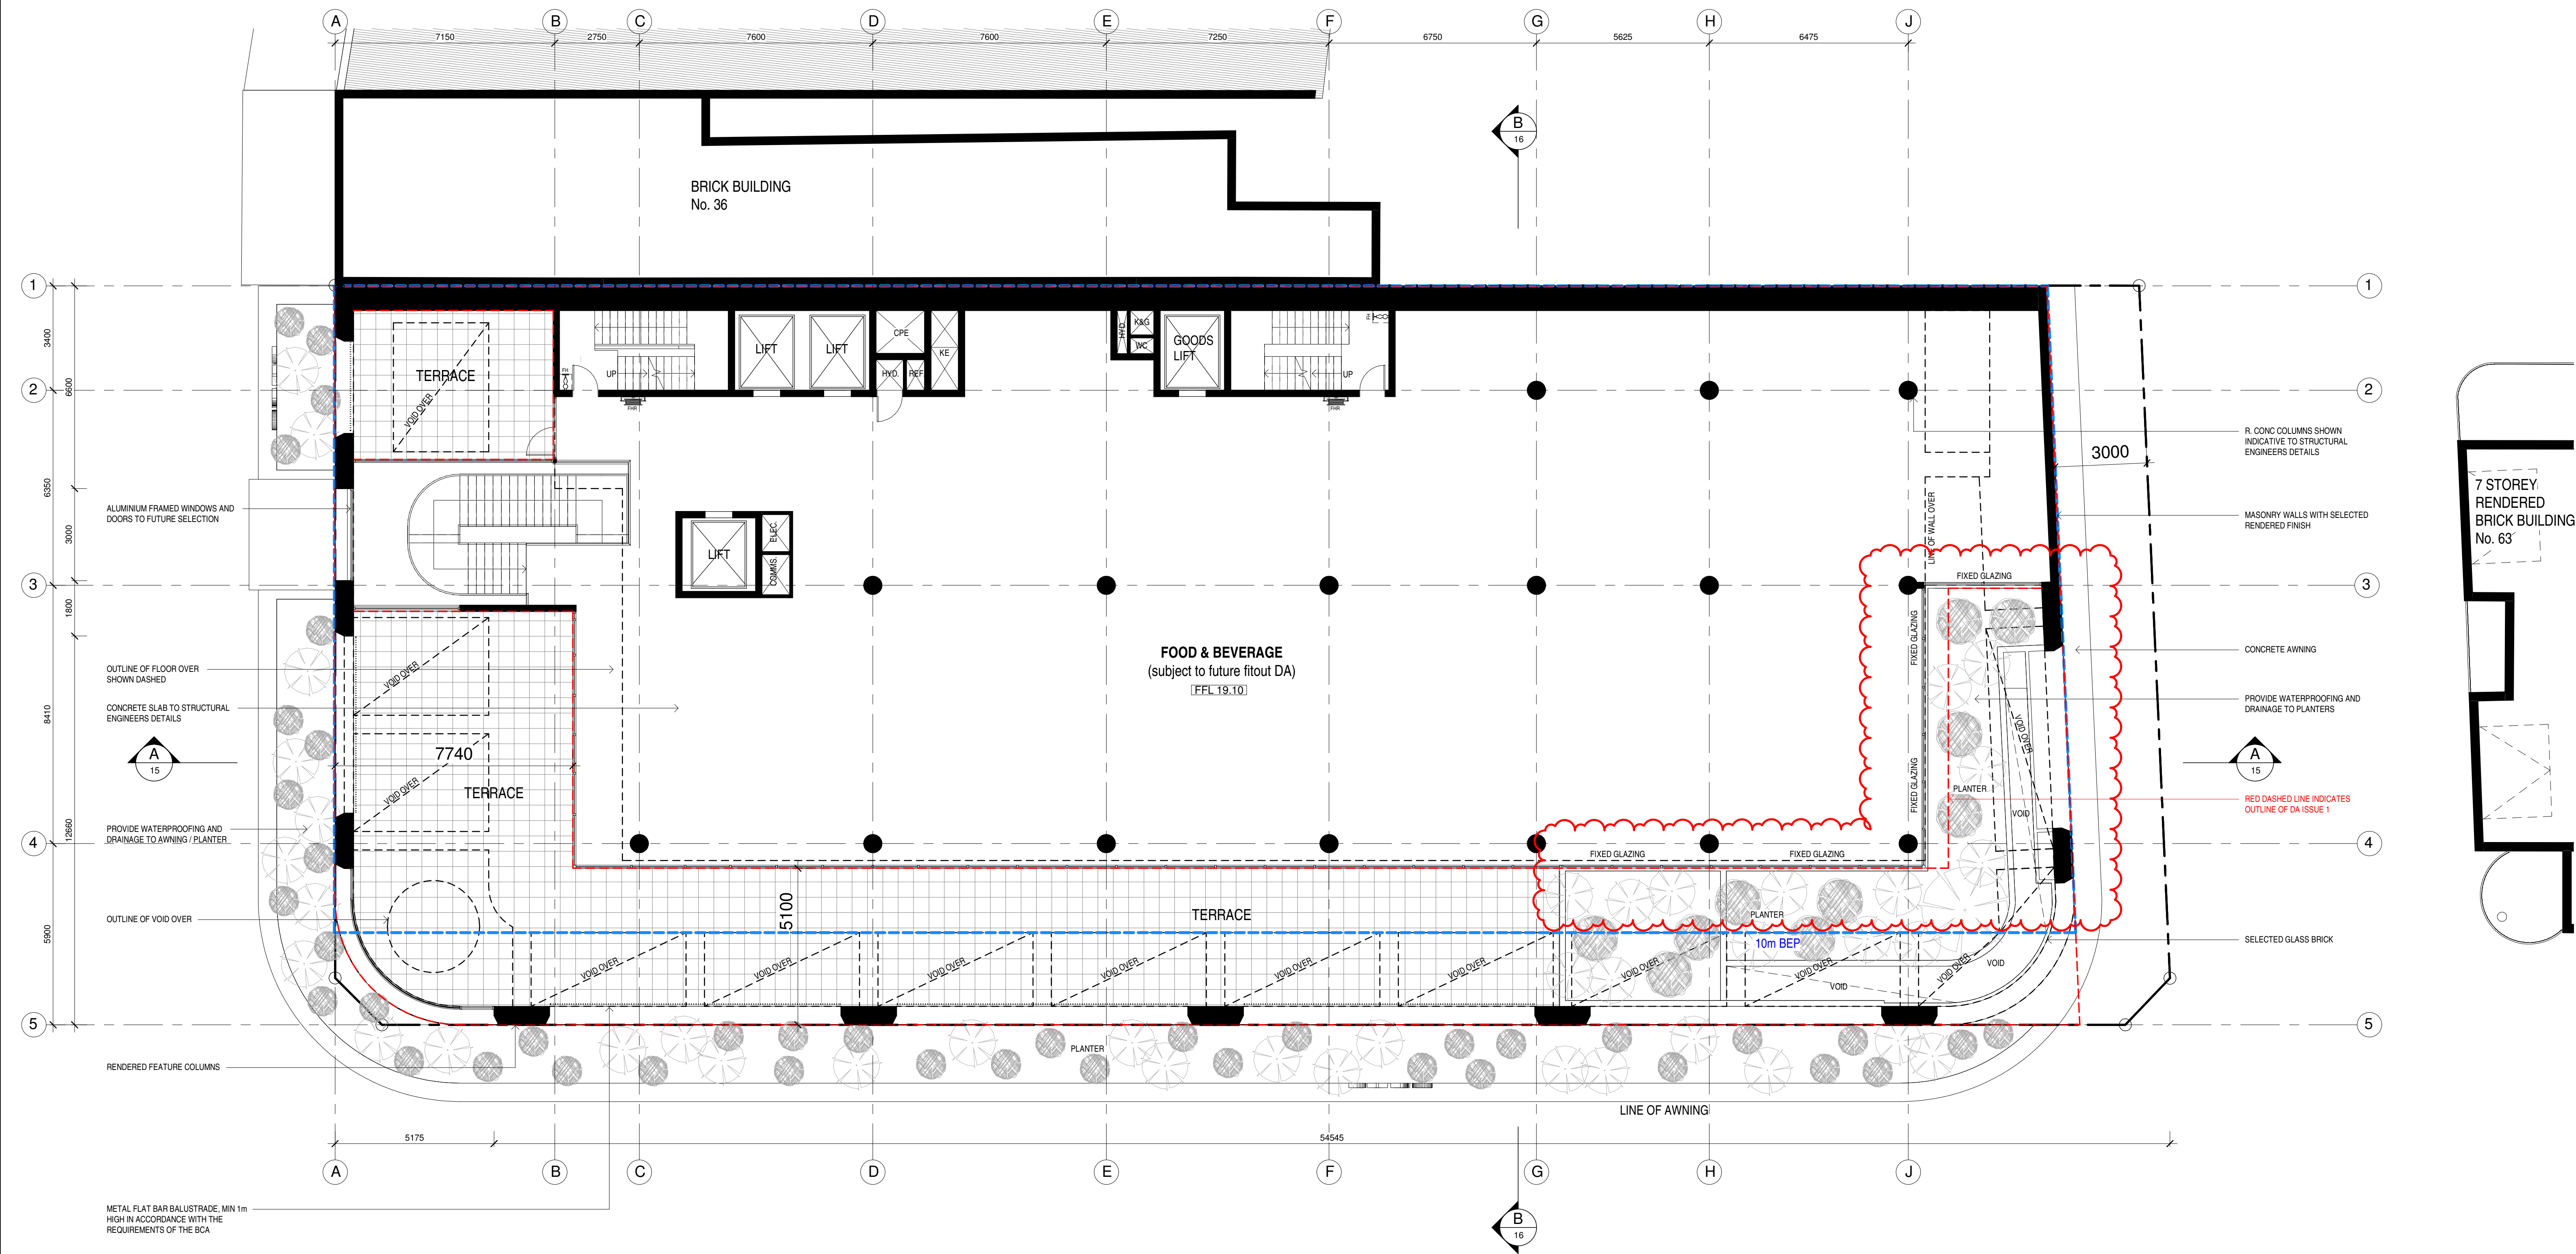 A
B
C
D
E
F
G
H
J
7150
2750
7600
7600
7250
6750
5625
6475
B
16
BRICK BUILDING
No. 36
1
1
3400
LIFT
LIFT
CPE
KE
HYD.
K&G
WC
GOODS
LIFT
FH
TERRACE
VOID OVER
FH
UP
HYD.
REF
UP
2
6600
FHR
FHR
2
R. CONC COLUMNS SHOWN
INDICATIVE TO STRUCTURAL
ENGINEERS DETAILS
3000
7 STOREY
RENDERED
BRICK BUILDING
No. 63
6350
ALUMINIUM FRAMED WINDOWS AND
DOORS TO FUTURE SELECTION
3000
LIFT
ELEC.
COMMS.
LINE OF WALL OVER
MASONRY WALLS WITH SELECTED
RENDERED FINISH
FIXED GLAZING
3
3
1800
FIXED GLAZING
FOOD & BEVERAGE
(subject to future fitout DA)
FFL 19.10
CONCRETE AWNING
OUTLINE OF FLOOR OVER
SHOWN DASHED
VOID OVER
CONCRETE SLAB TO STRUCTURAL
ENGINEERS DETAILS
8410
PROVIDE WATERPROOFING AND
DRAINAGE TO PLANTERS
VOID OVER
A
15
7740
VOID OVER
TERRACE
FIXED GLAZING
PLANTER
VOID
A
15
RED DASHED LINE INDICATES
OUTLINE OF DA ISSUE 1
PROVIDE WATERPROOFING AND
DRAINAGE TO AWNING / PLANTER
12660
4
4
FIXED GLAZING
FIXED GLAZING
OUTLINE OF VOID OVER
5100
TERRACE
PLANTER
5900
10m BEP
SELECTED GLASS BRICK
VOID OVER
VOID OVER
VOID OVER
VOID OVER
VOID OVER
VOID OVER
VOID OVER
VOID OVER
VOID OVER
VOID
VOID
5
5
PLANTER
RENDERED FEATURE COLUMNS
LINE OF AWNING
5175
54545
A
B
C
D
E
F
G
H
J
METAL FLAT BAR BALUSTRADE, MIN 1m
HIGH IN ACCORDANCE WITH THE
REQUIREMENTS OF THE BCA
B
16